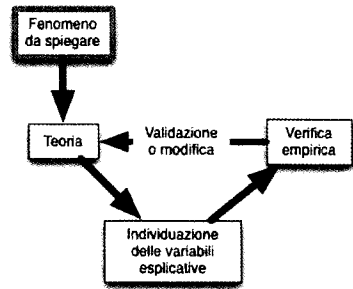 Fenomeno
da spiegare
Teoria
Validazione
o modifica
Verifica
empirica
Individuazione
delle variabili
esplicative